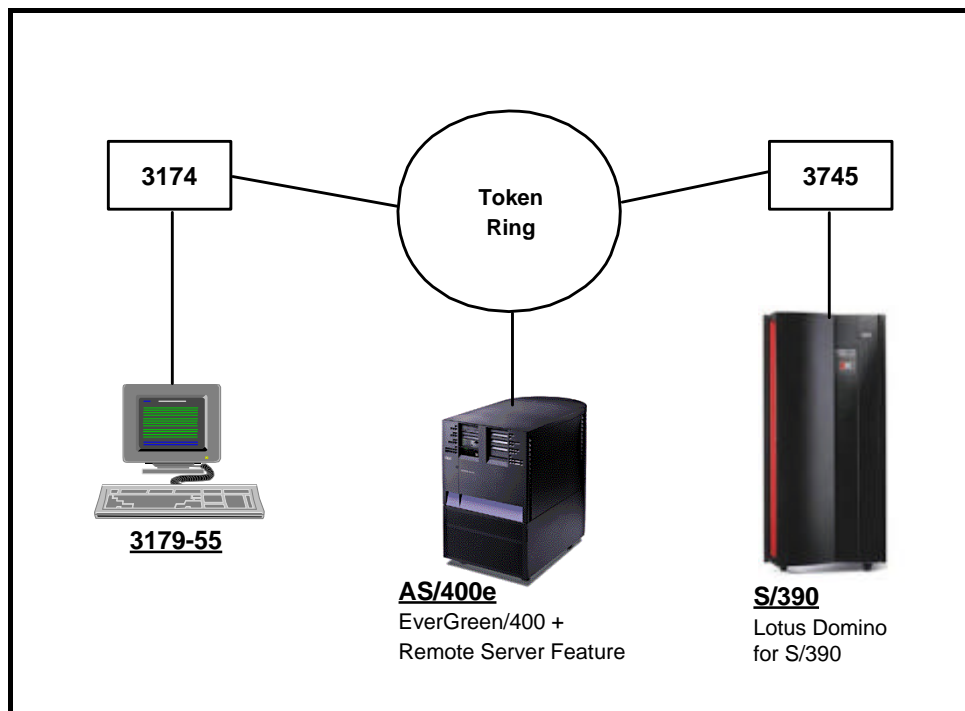 3174
Token
Ring
3745
3179-55
AS/400e
EverGreen/400 +
Remote Server Feature
S/390
Lotus Domino
for S/390